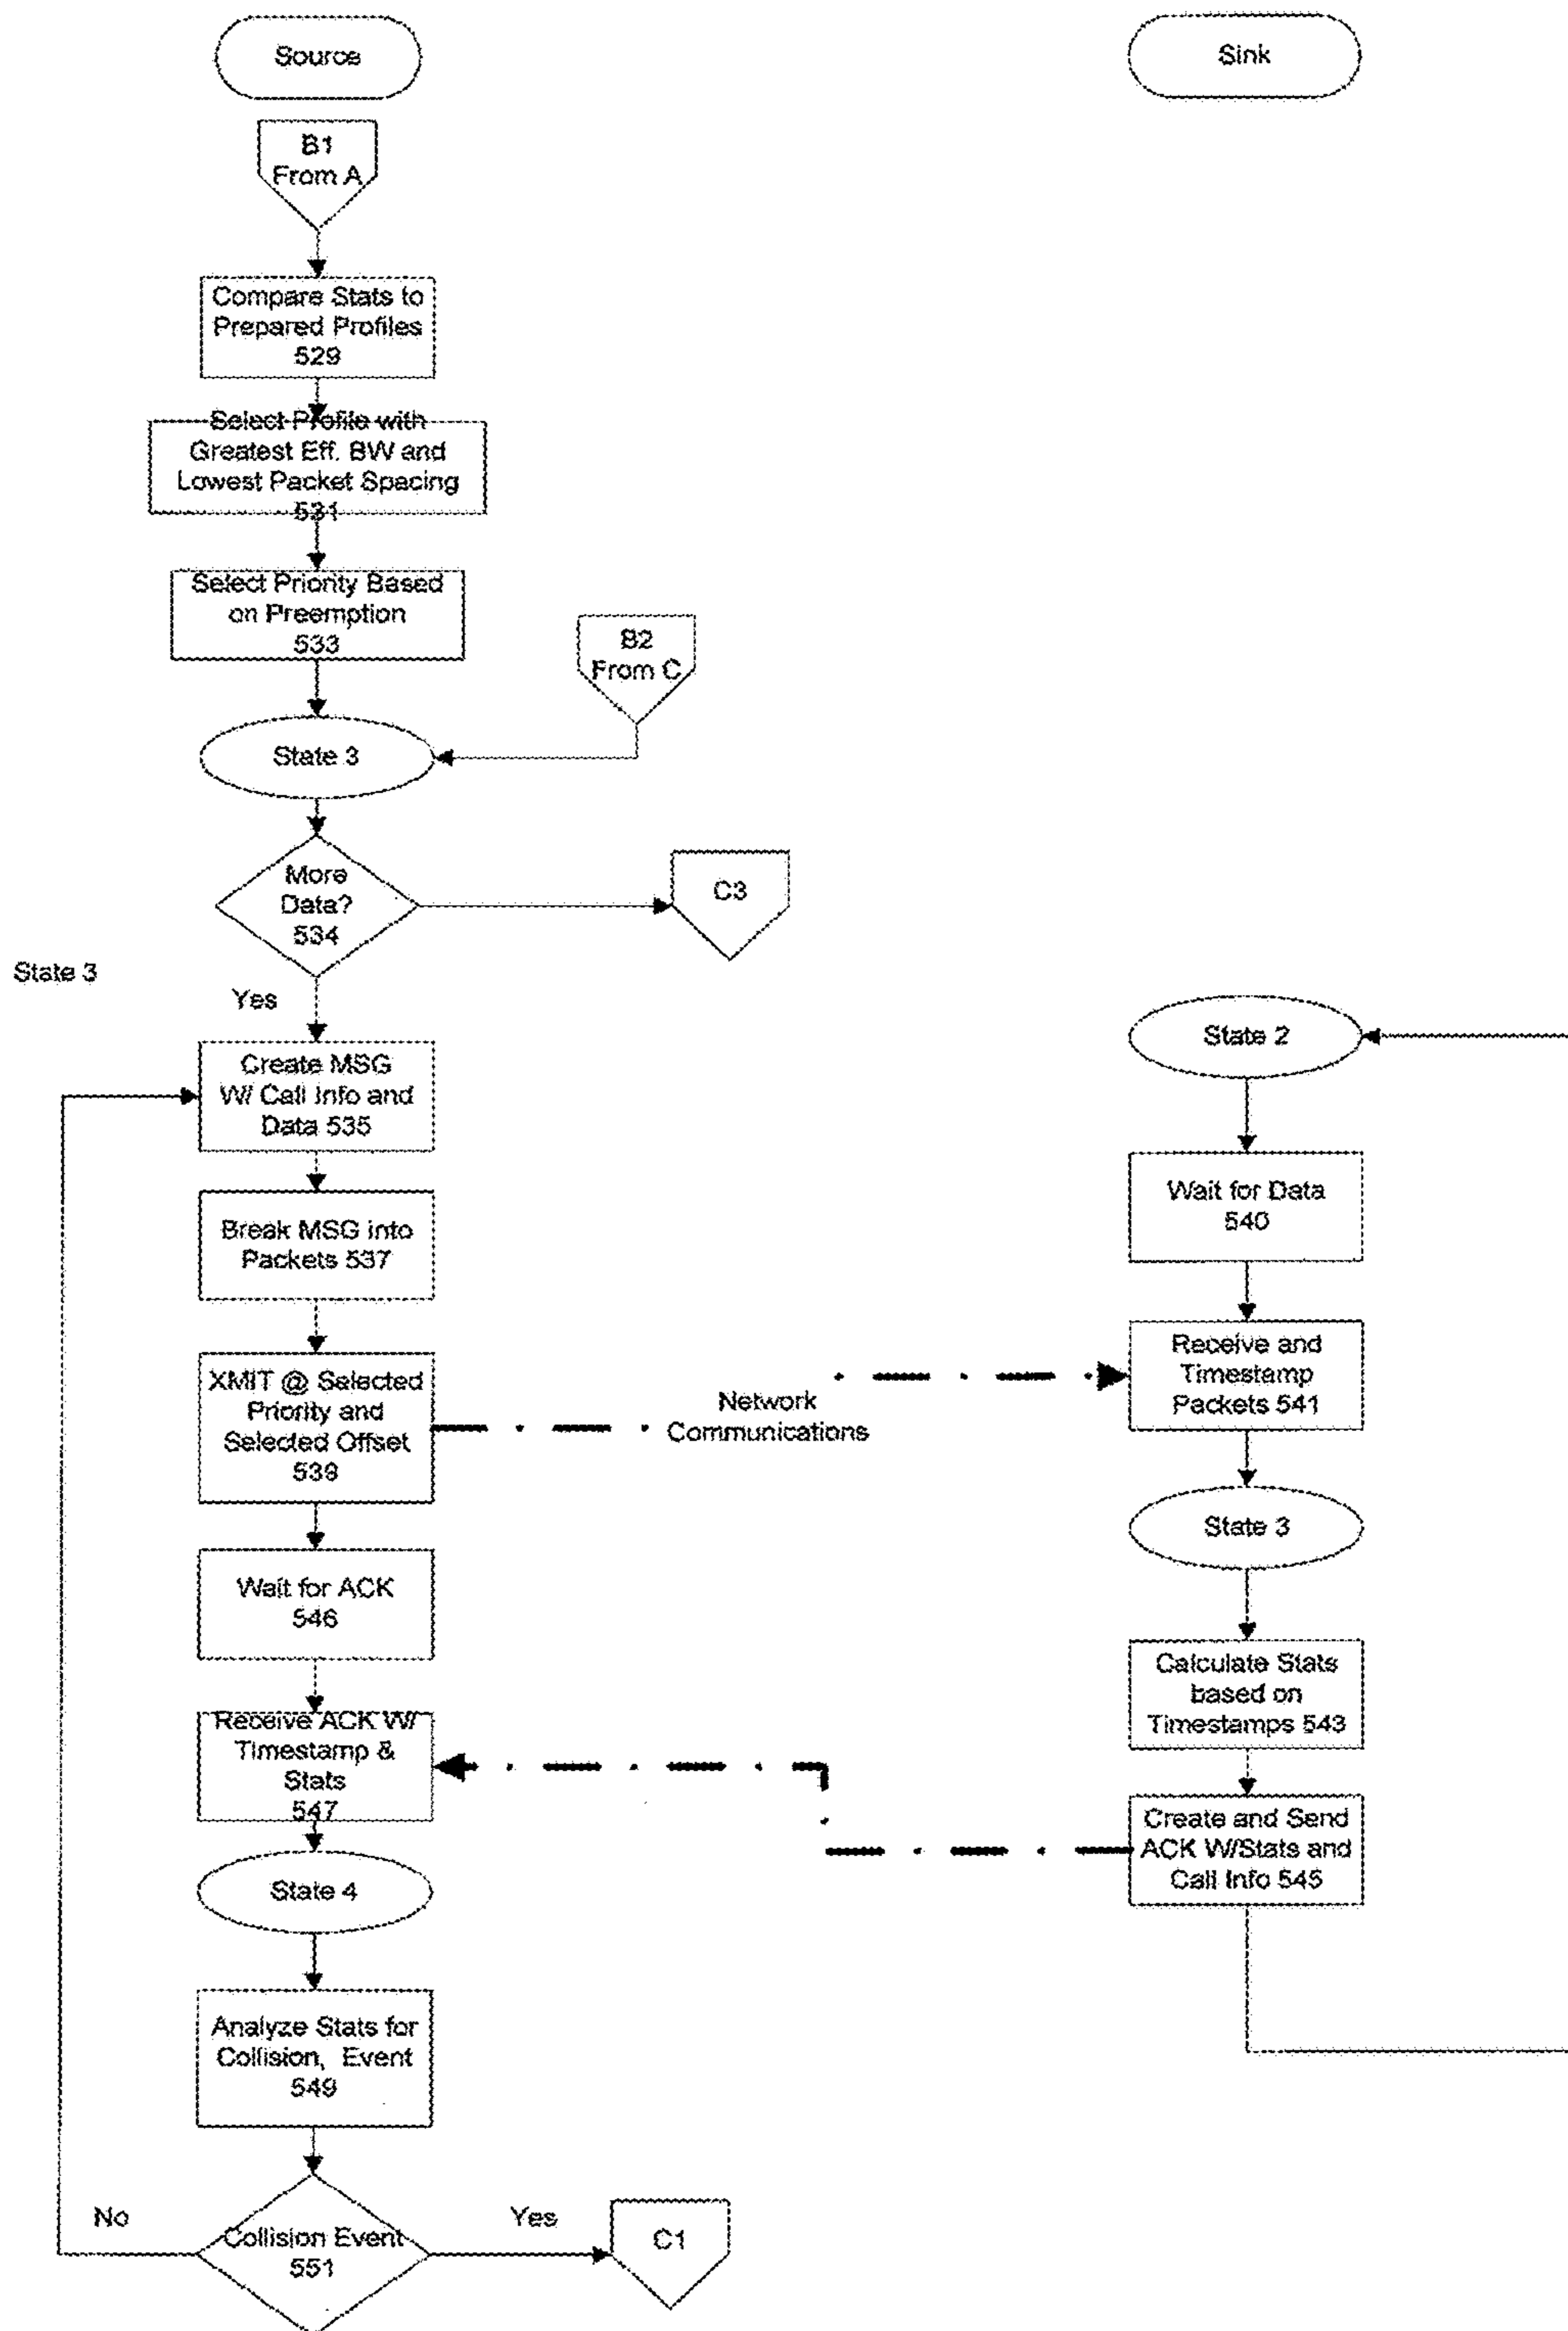 Source
Sink
B1
From A
Compare Stats to
Prepared Profiles
529
Select Profile with
Greatest Eff. BW and
Lowest Packet Spacing
531
Select Priority Based
on Preemption
533
B2
From C
State 3
More
Data?
534
C3
State 3
Yes
Create MSG
W/ Call Info and
Data 535
Break MSG into
Packets 537
XMIT @ Selected
Priority and
Selected Offset
539
Network
Communications
Wait for ACK
546
Receive ACK W/
Timestamp &
Stats
547
State 4
Analyze Stats for
Collision, Event
549
No
Collision Event
551
Yes
C1
State 2
Wait for Data
540
Receive and
Timestamp
Packets 541
State 3
Calculate Stats
based on
Timestamps 543
Create and Send
ACK W/Stats and
Call Info 545